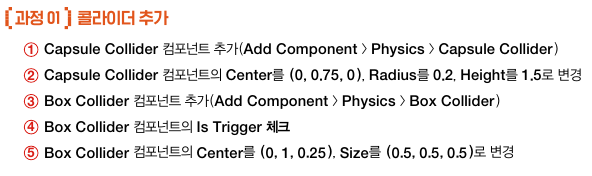 [과정 01] 콜라이더 추가
① Capsule Collider 컴포넌트 추가(Add Component > Physics > Capsule Collider)
② Capsule Collider 컴포넌트의 Center를 (0, 0.75, 0), Radius를 0.2, Height를 1.5로 변경
③ Box Collider 컴포넌트 추가(Add Component > Physics > Box Collider)
④ Box Collider 컴포넌트의 Is Trigger 체크
⑤ Box Collider 컴포넌트의 Center를 (0, 1, 0.25), Size를 (0.5, 0.5, 0.5)로 변경